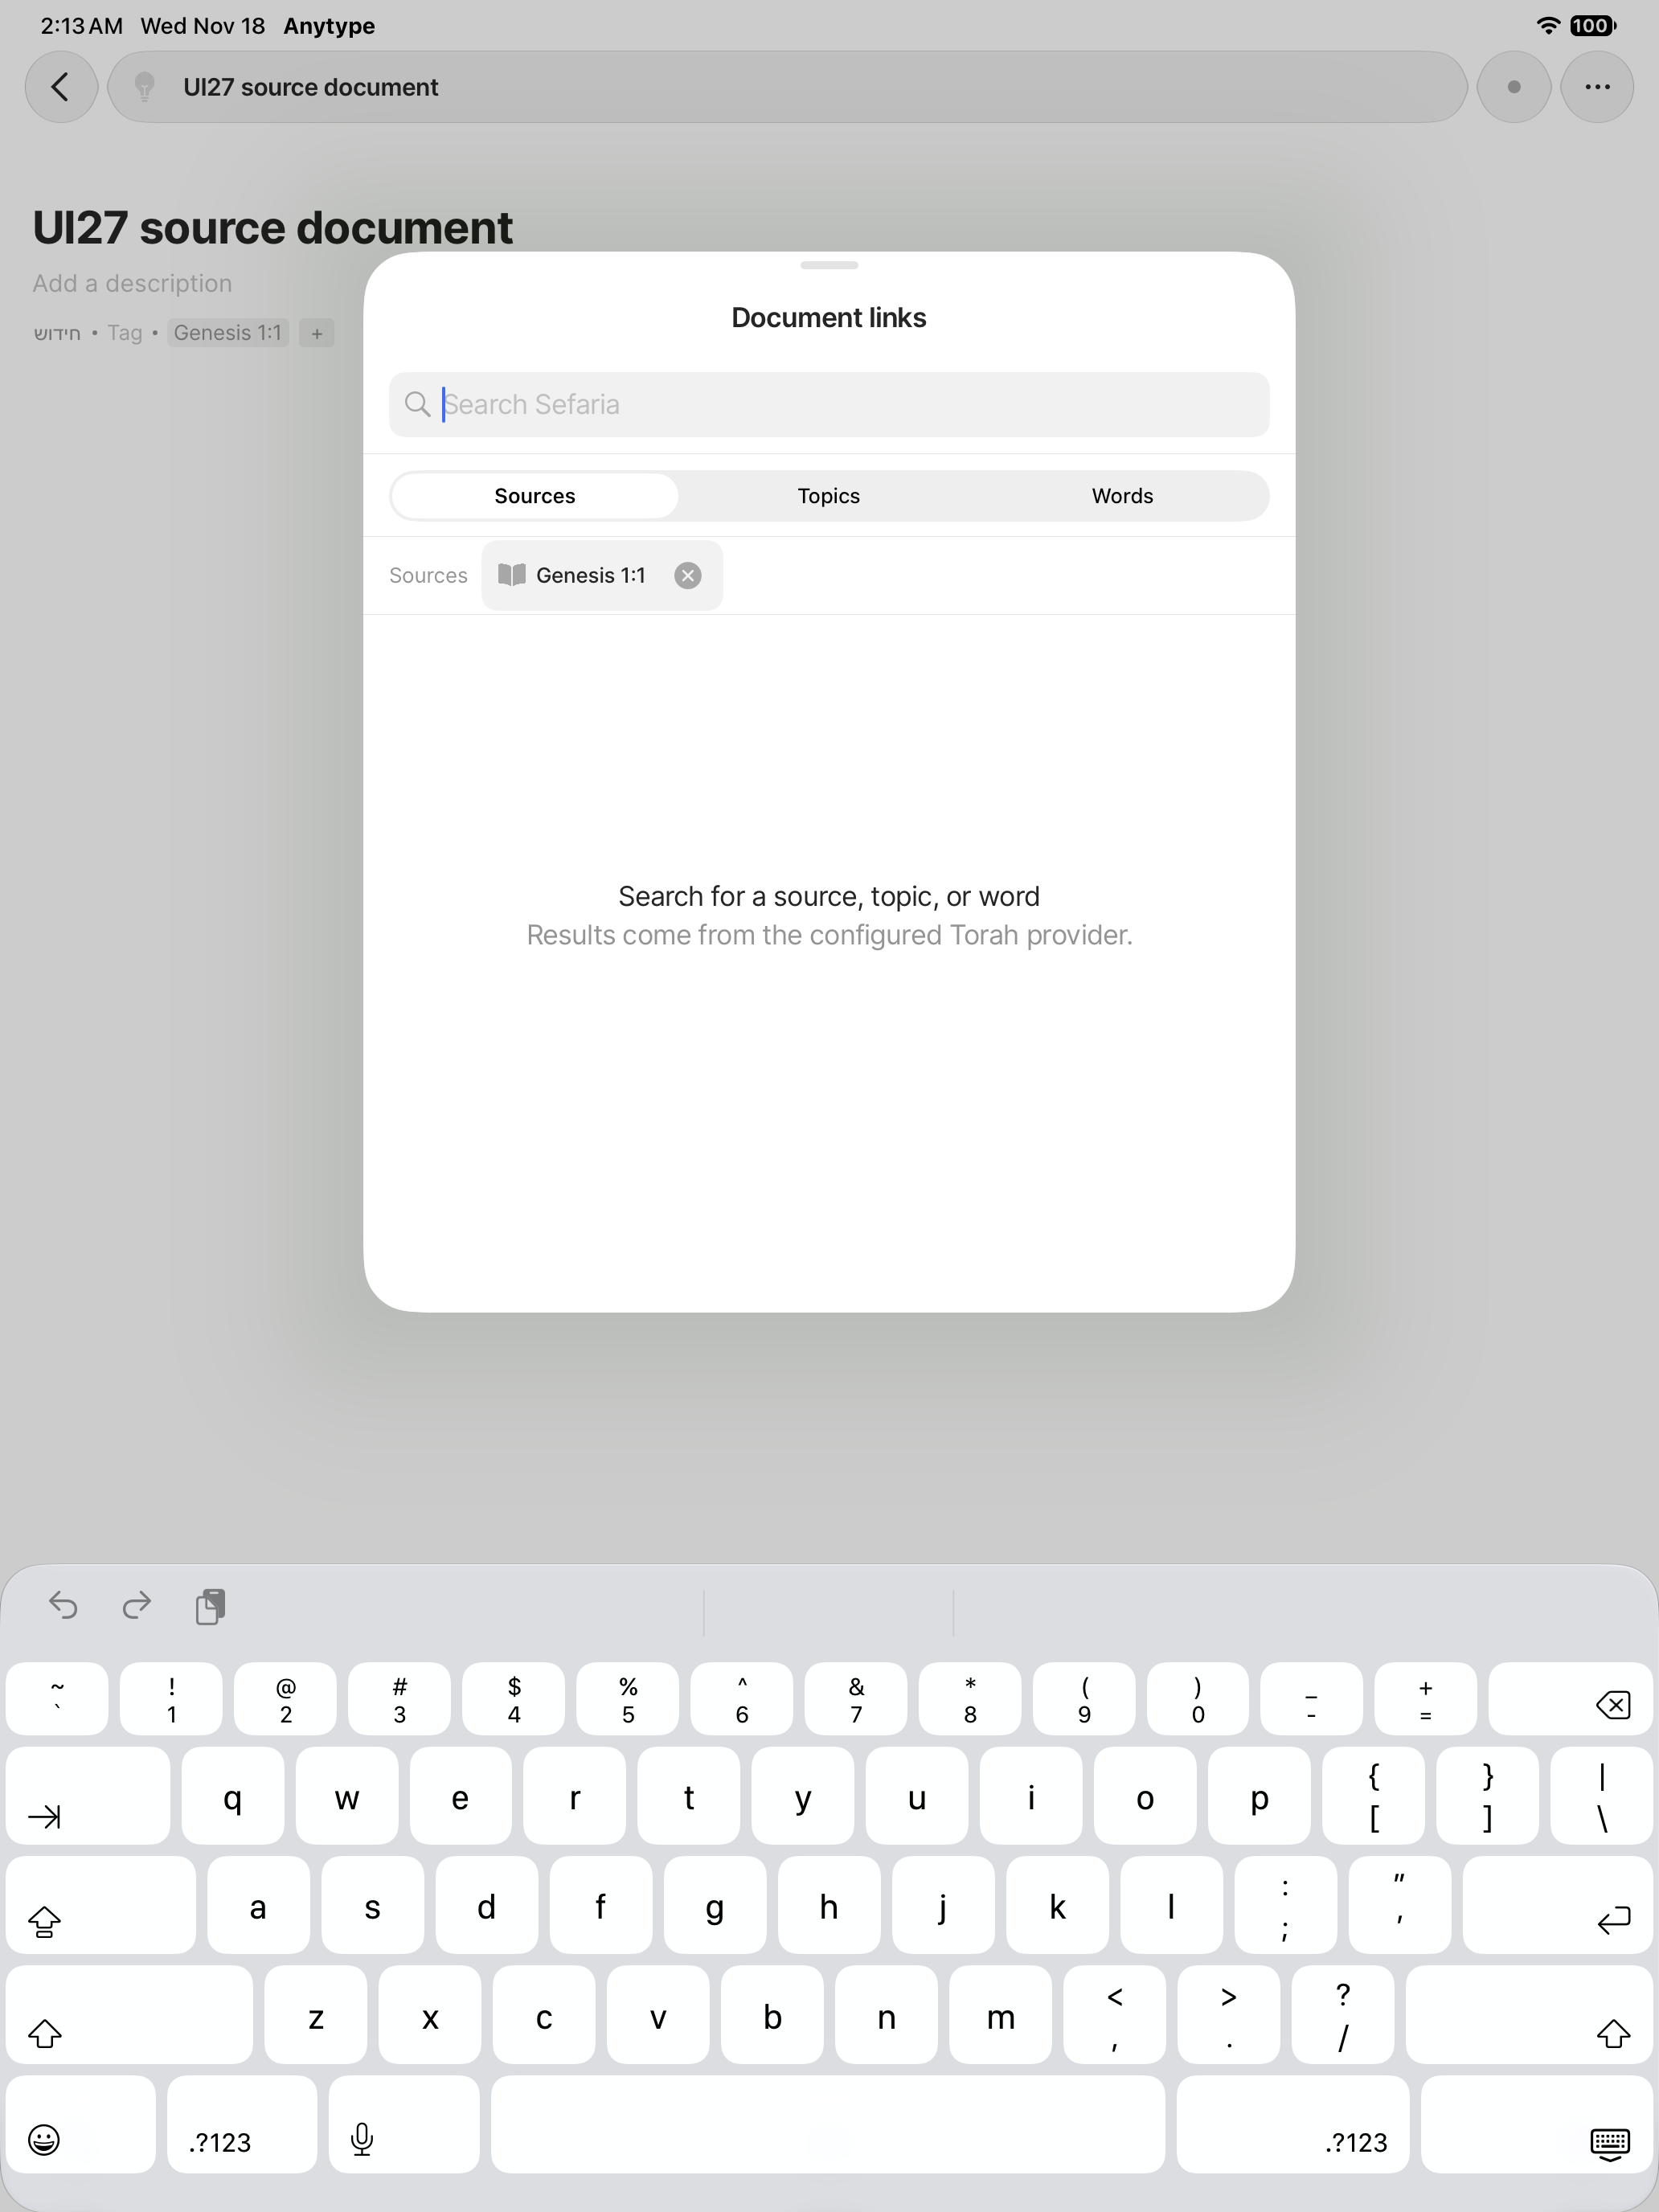 2:13 AM Wed Nov 18 Anytype 100
UI27 source document
UI27 source document
Add a description
חידוש • Tag • Genesis 1:1 +
Document links
Search Sefaria
Sources Topics Words
Sources Genesis 1:1
Search for a source, topic, or word
Results come from the configured Torah provider.
~ ! @ # $ % ^ & * ( ) _ +
` 1 2 3 4 5 6 7 8 9 0 - =
q w e r t y u i o p { } |
[ ] \
a s d f g h j k l : "
; '
z x c v b n m < > ?
, . /
.?123 .?123